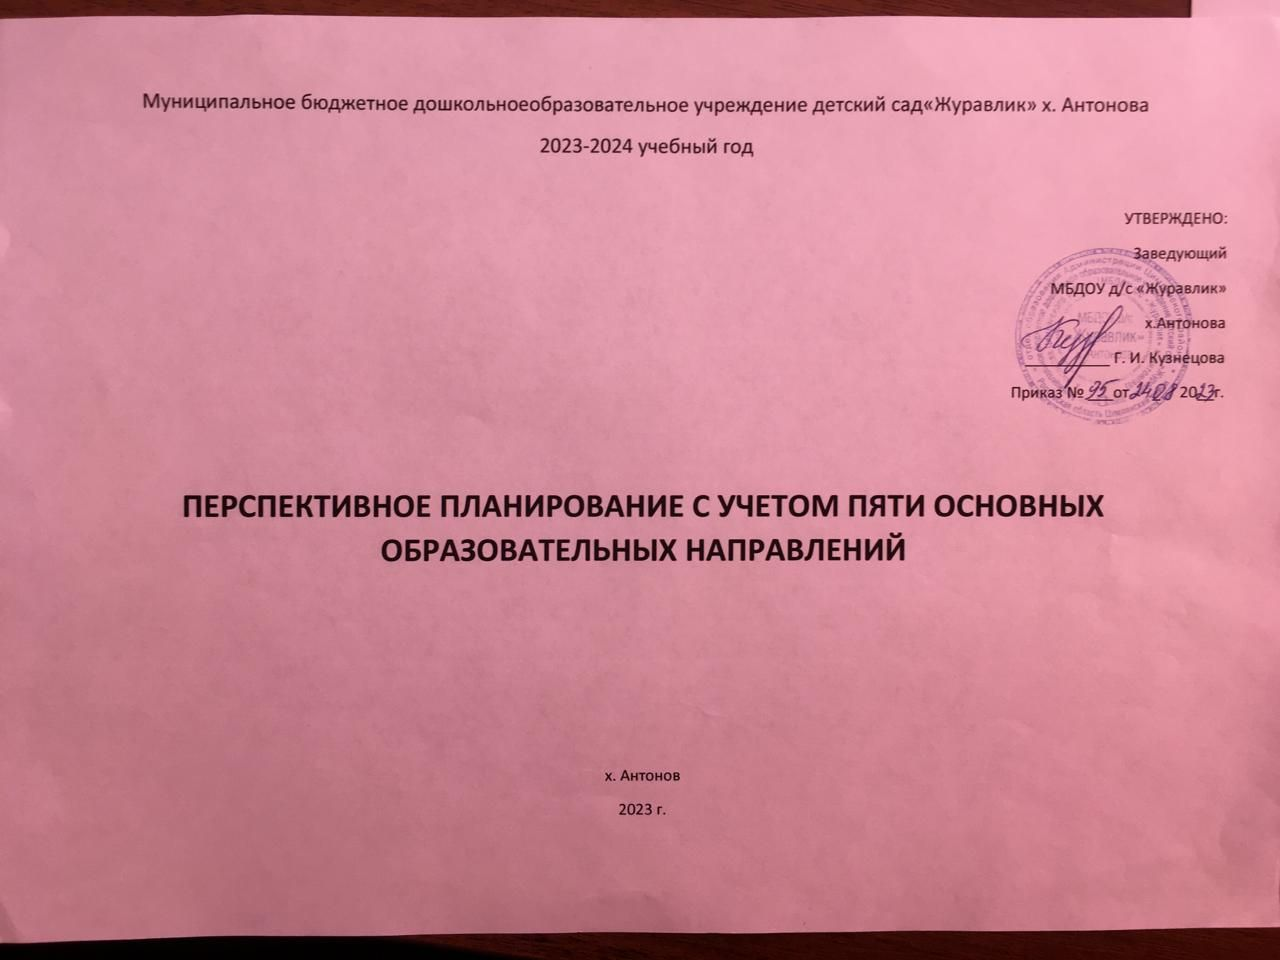 Муниципальное бюджетное дошкольноеобразовательное учреждение детский сад«Журавлик» х. Антонова
2023-2024 учебный год
УТВЕРЖДЕНО:
Заведующий
МБДОУ д/с «Журавлик»
х.Антонова
Г. И. Кузнецова
Приказ № 95 от 24 08 2023г.
ПЕРСПЕКТИВНОЕ ПЛАНИРОВАНИЕ С УЧЕТОМ ПЯТИ ОСНОВНЫХ
ОБРАЗОВАТЕЛЬНЫХ НАПРАВЛЕНИЙ
х. Антонов
2023 г.